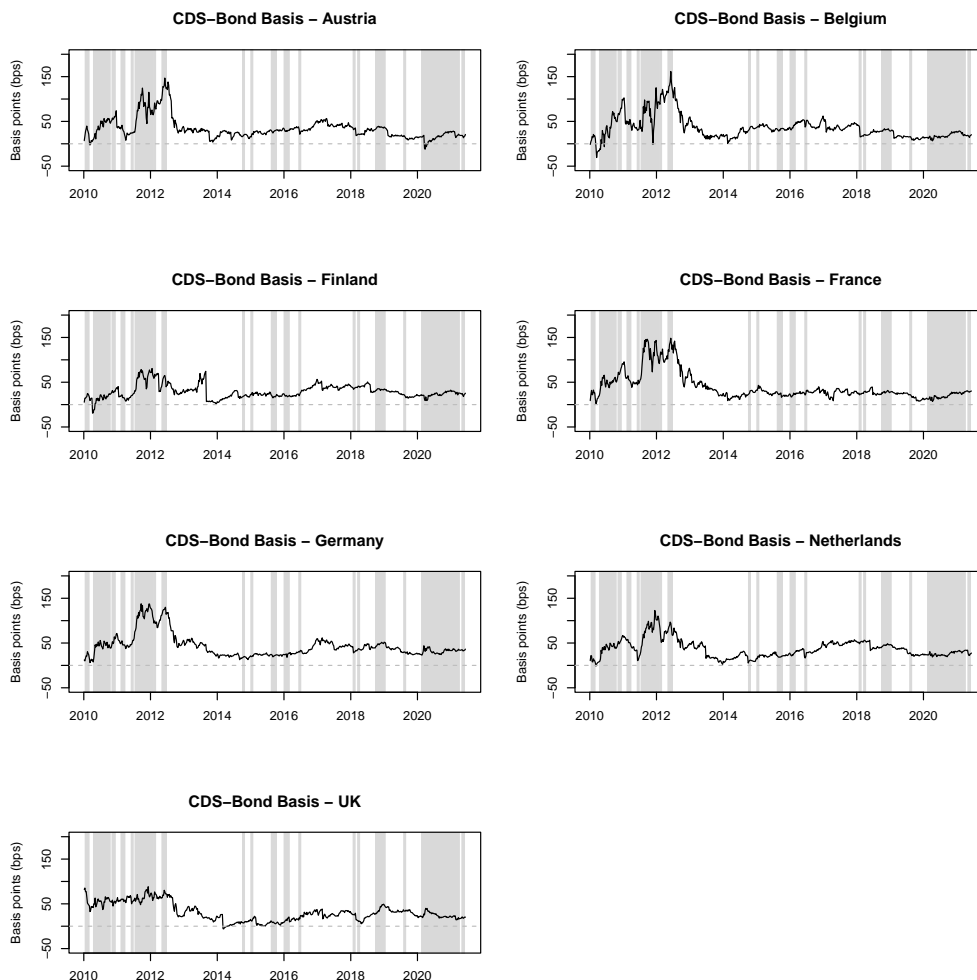 CDS−Bond Basis − Austria
Basis points (bps)
−50 50 150
2010 2012 2014 2016 2018 2020
CDS−Bond Basis − Belgium
Basis points (bps)
−50 50 150
2010 2012 2014 2016 2018 2020
CDS−Bond Basis − Finland
Basis points (bps)
−50 50 150
2010 2012 2014 2016 2018 2020
CDS−Bond Basis − France
Basis points (bps)
−50 50 150
2010 2012 2014 2016 2018 2020
CDS−Bond Basis − Germany
Basis points (bps)
−50 50 150
2010 2012 2014 2016 2018 2020
CDS−Bond Basis − Netherlands
Basis points (bps)
−50 50 150
2010 2012 2014 2016 2018 2020
CDS−Bond Basis − UK
Basis points (bps)
−50 50 150
2010 2012 2014 2016 2018 2020